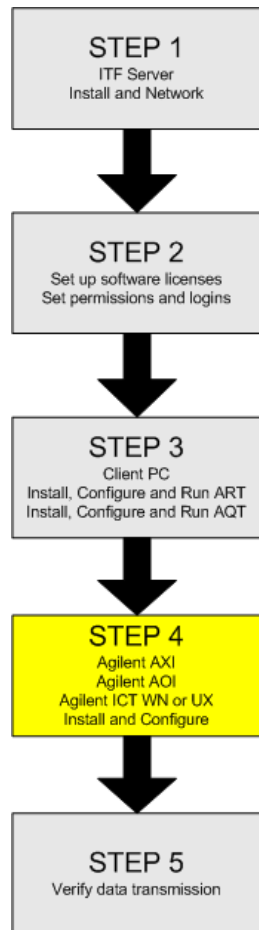 STEP 1
ITF Server
Install and Network
STEP 2
Set up software licenses
Set permissions and logins
STEP 3
Client PC
Install, Configure and Run ART
Install, Configure and Run AQT
STEP 4
Agilent AXI
Agilent AOI
Agilent ICT WN or UX
Install and Configure
STEP 5
Verify data transmission